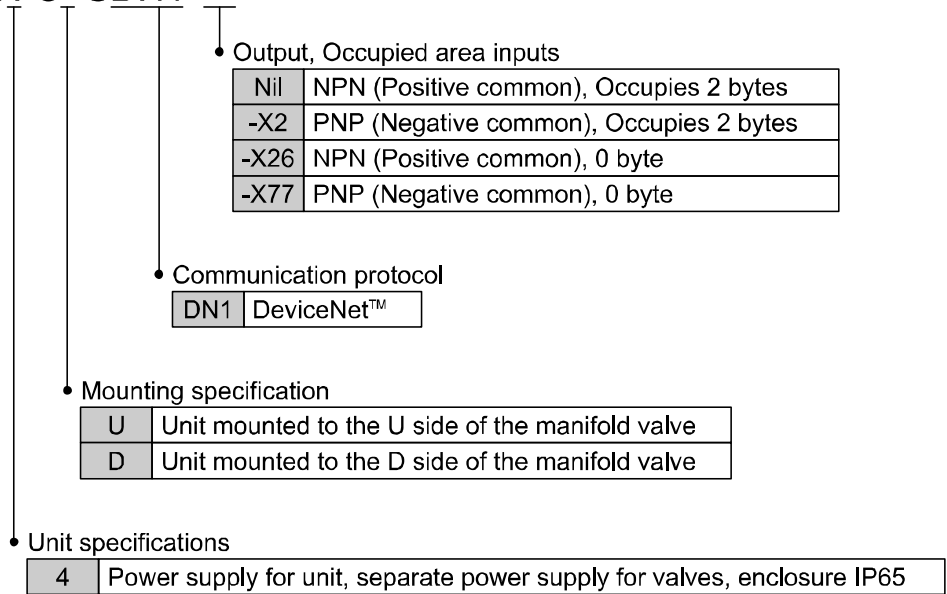 Output, Occupied area inputs
Nil NPN (Positive common), Occupies 2 bytes
-X2 PNP (Negative common), Occupies 2 bytes
-X26 NPN (Positive common), 0 byte
-X77 PNP (Negative common), 0 byte
Communication protocol
DN1 DeviceNet™
Mounting specification
U Unit mounted to the U side of the manifold valve
D Unit mounted to the D side of the manifold valve
Unit specifications
4 Power supply for unit, separate power supply for valves, enclosure IP65